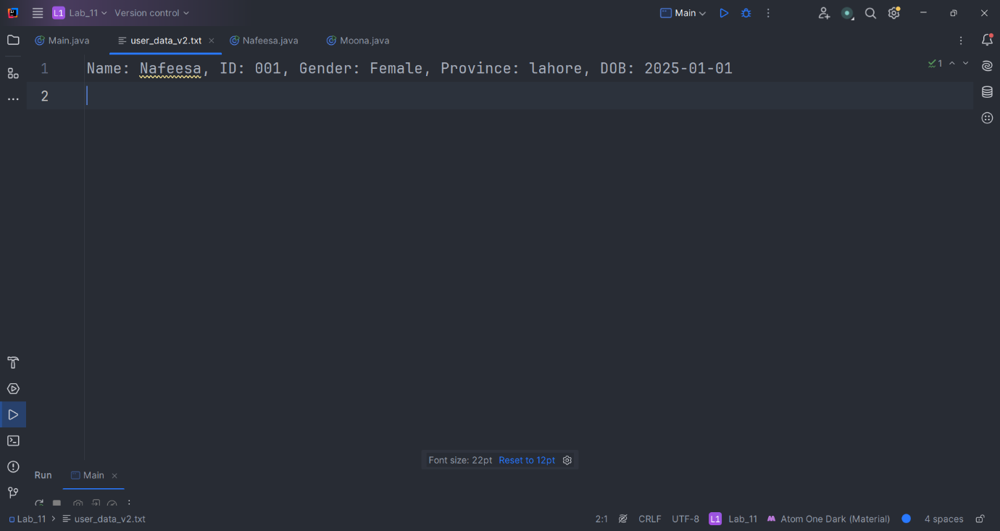 L1 Lab_11 Version control Main
Main.java user_data_v2.txt Nafeesa.java Moona.java
1 Name: Nafeesa, ID: 001, Gender: Female, Province: lahore, DOB: 2025-01-01 1
2
Font size: 22pt Reset to 12pt
Run Main
Lab_11 > user_data_v2.txt 2:1 CRLF UTF-8 L1 Lab_11 Atom One Dark (Material) 4 spaces